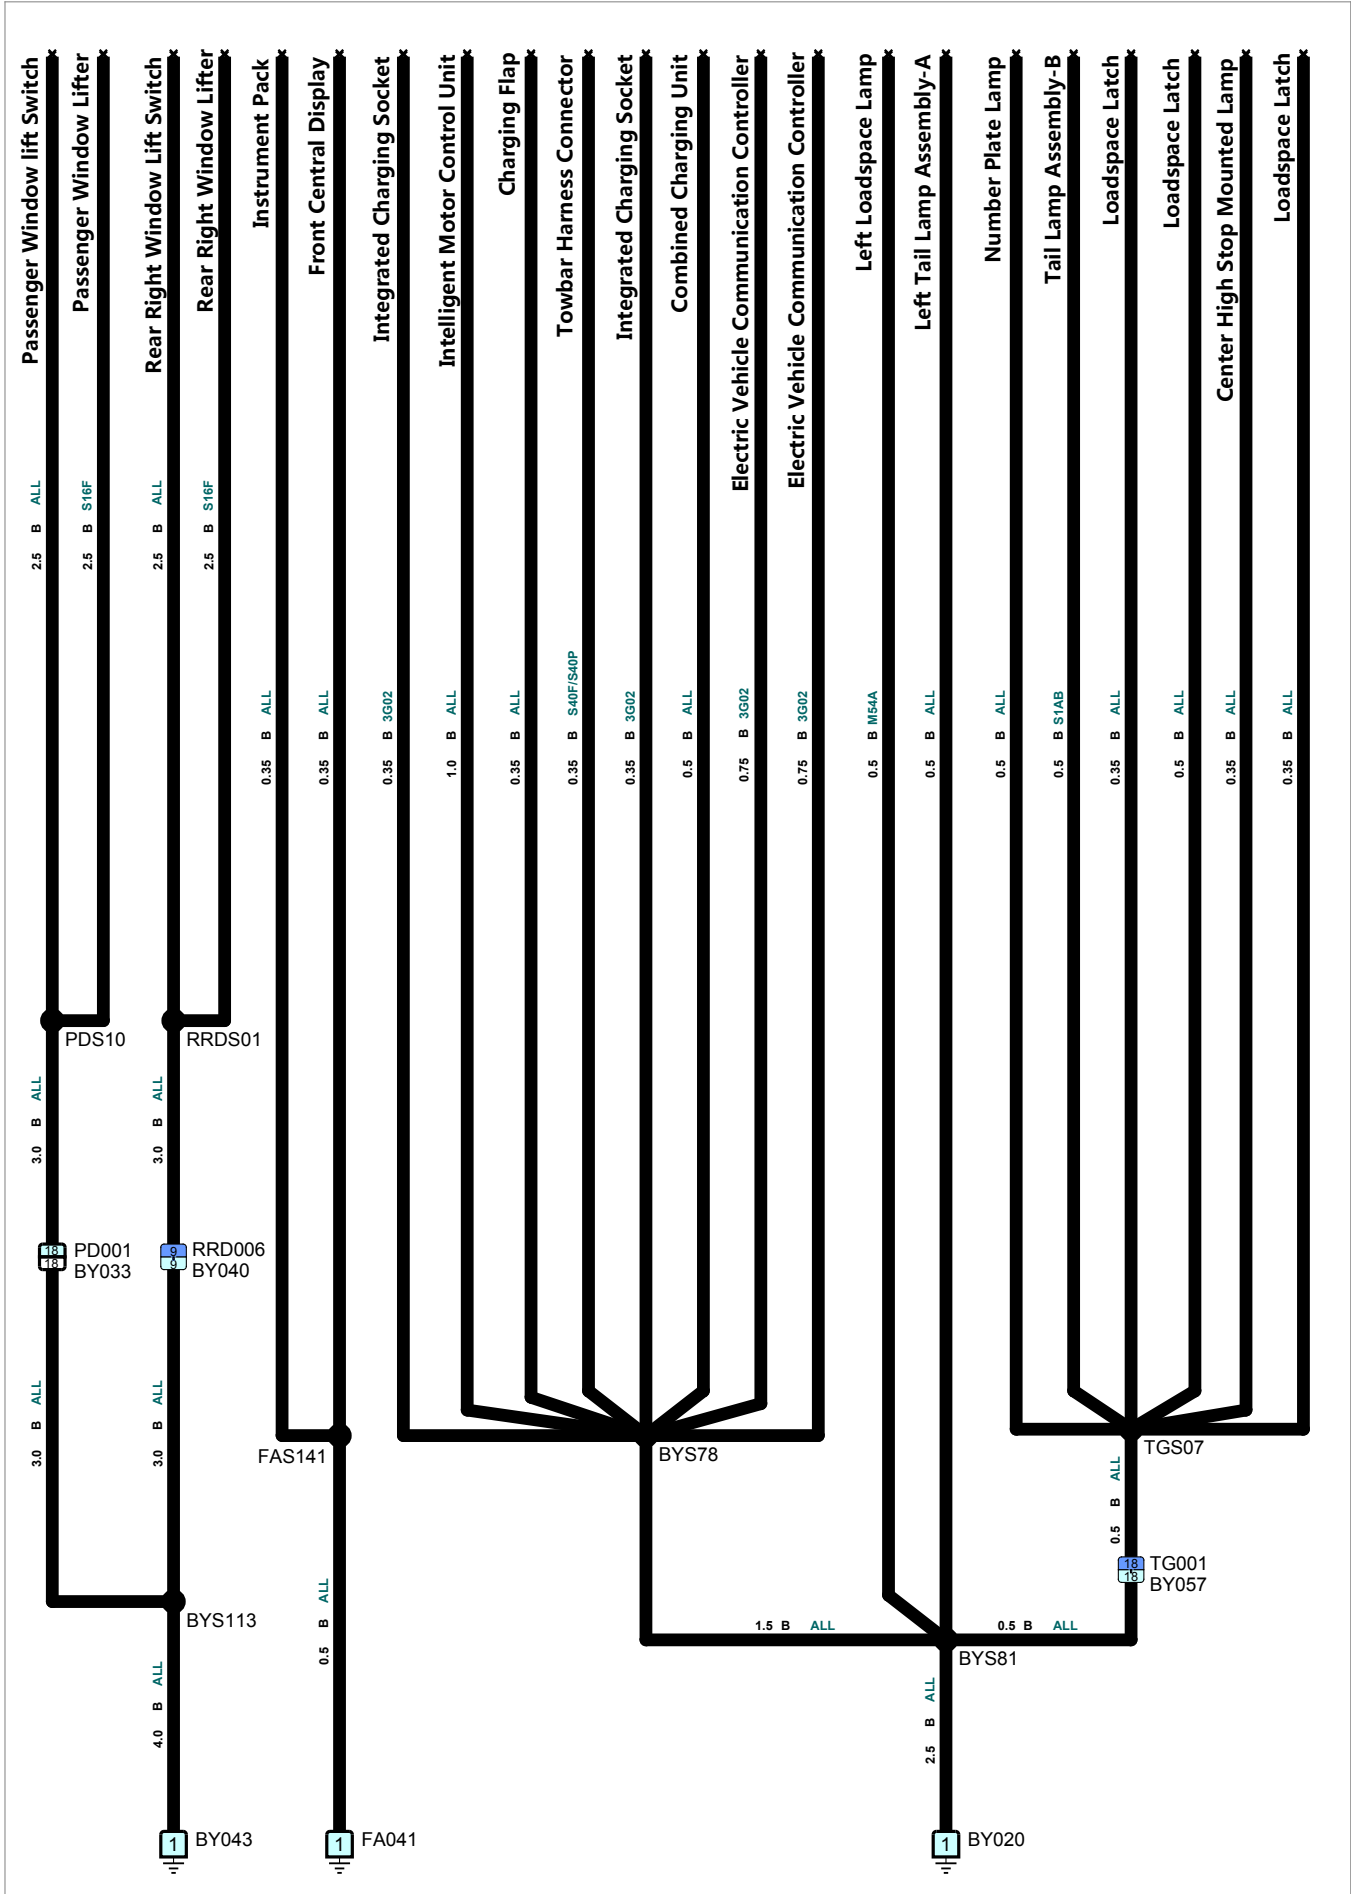 Passenger Window lift Switch
Passenger Window Lifter
Rear Right Window Lift Switch
Rear Right Window Lifter
Instrument Pack
Front Central Display
Integrated Charging Socket
Intelligent Motor Control Unit
Charging Flap
Towbar Harness Connector
Integrated Charging Socket
Combined Charging Unit
Electric Vehicle Communication Controller
Electric Vehicle Communication Controller
Left Loadspace Lamp
Left Tail Lamp Assembly-A
Number Plate Lamp
Tail Lamp Assembly-B
Loadspace Latch
Loadspace Latch
Center High Stop Mounted Lamp
Loadspace Latch
2.5 B ALL
2.5 B S16F
2.5 B ALL
2.5 B S16F
0.35 B ALL
0.35 B ALL
0.35 B 3G02
1.0 B ALL
0.35 B ALL
0.35 B S40F/S40P
0.35 B 3G02
0.5 B ALL
0.75 B 3G02
0.75 B 3G02
0.5 B M54A
0.5 B ALL
0.5 B ALL
0.5 B S1AB
0.35 B ALL
0.5 B ALL
0.35 B ALL
0.35 B ALL
PDS10
RRDS01
3.0 B ALL
3.0 B ALL
18 PD001
18 BY033
9 RRD006
9 BY040
3.0 B ALL
3.0 B ALL
FAS141
BYS78
TGS07
0.5 B ALL
18 TG001
18 BY057
BYS113
0.5 B ALL
1.5 B ALL
0.5 B ALL
BYS81
4.0 B ALL
2.5 B ALL
1 BY043
1 FA041
1 BY020